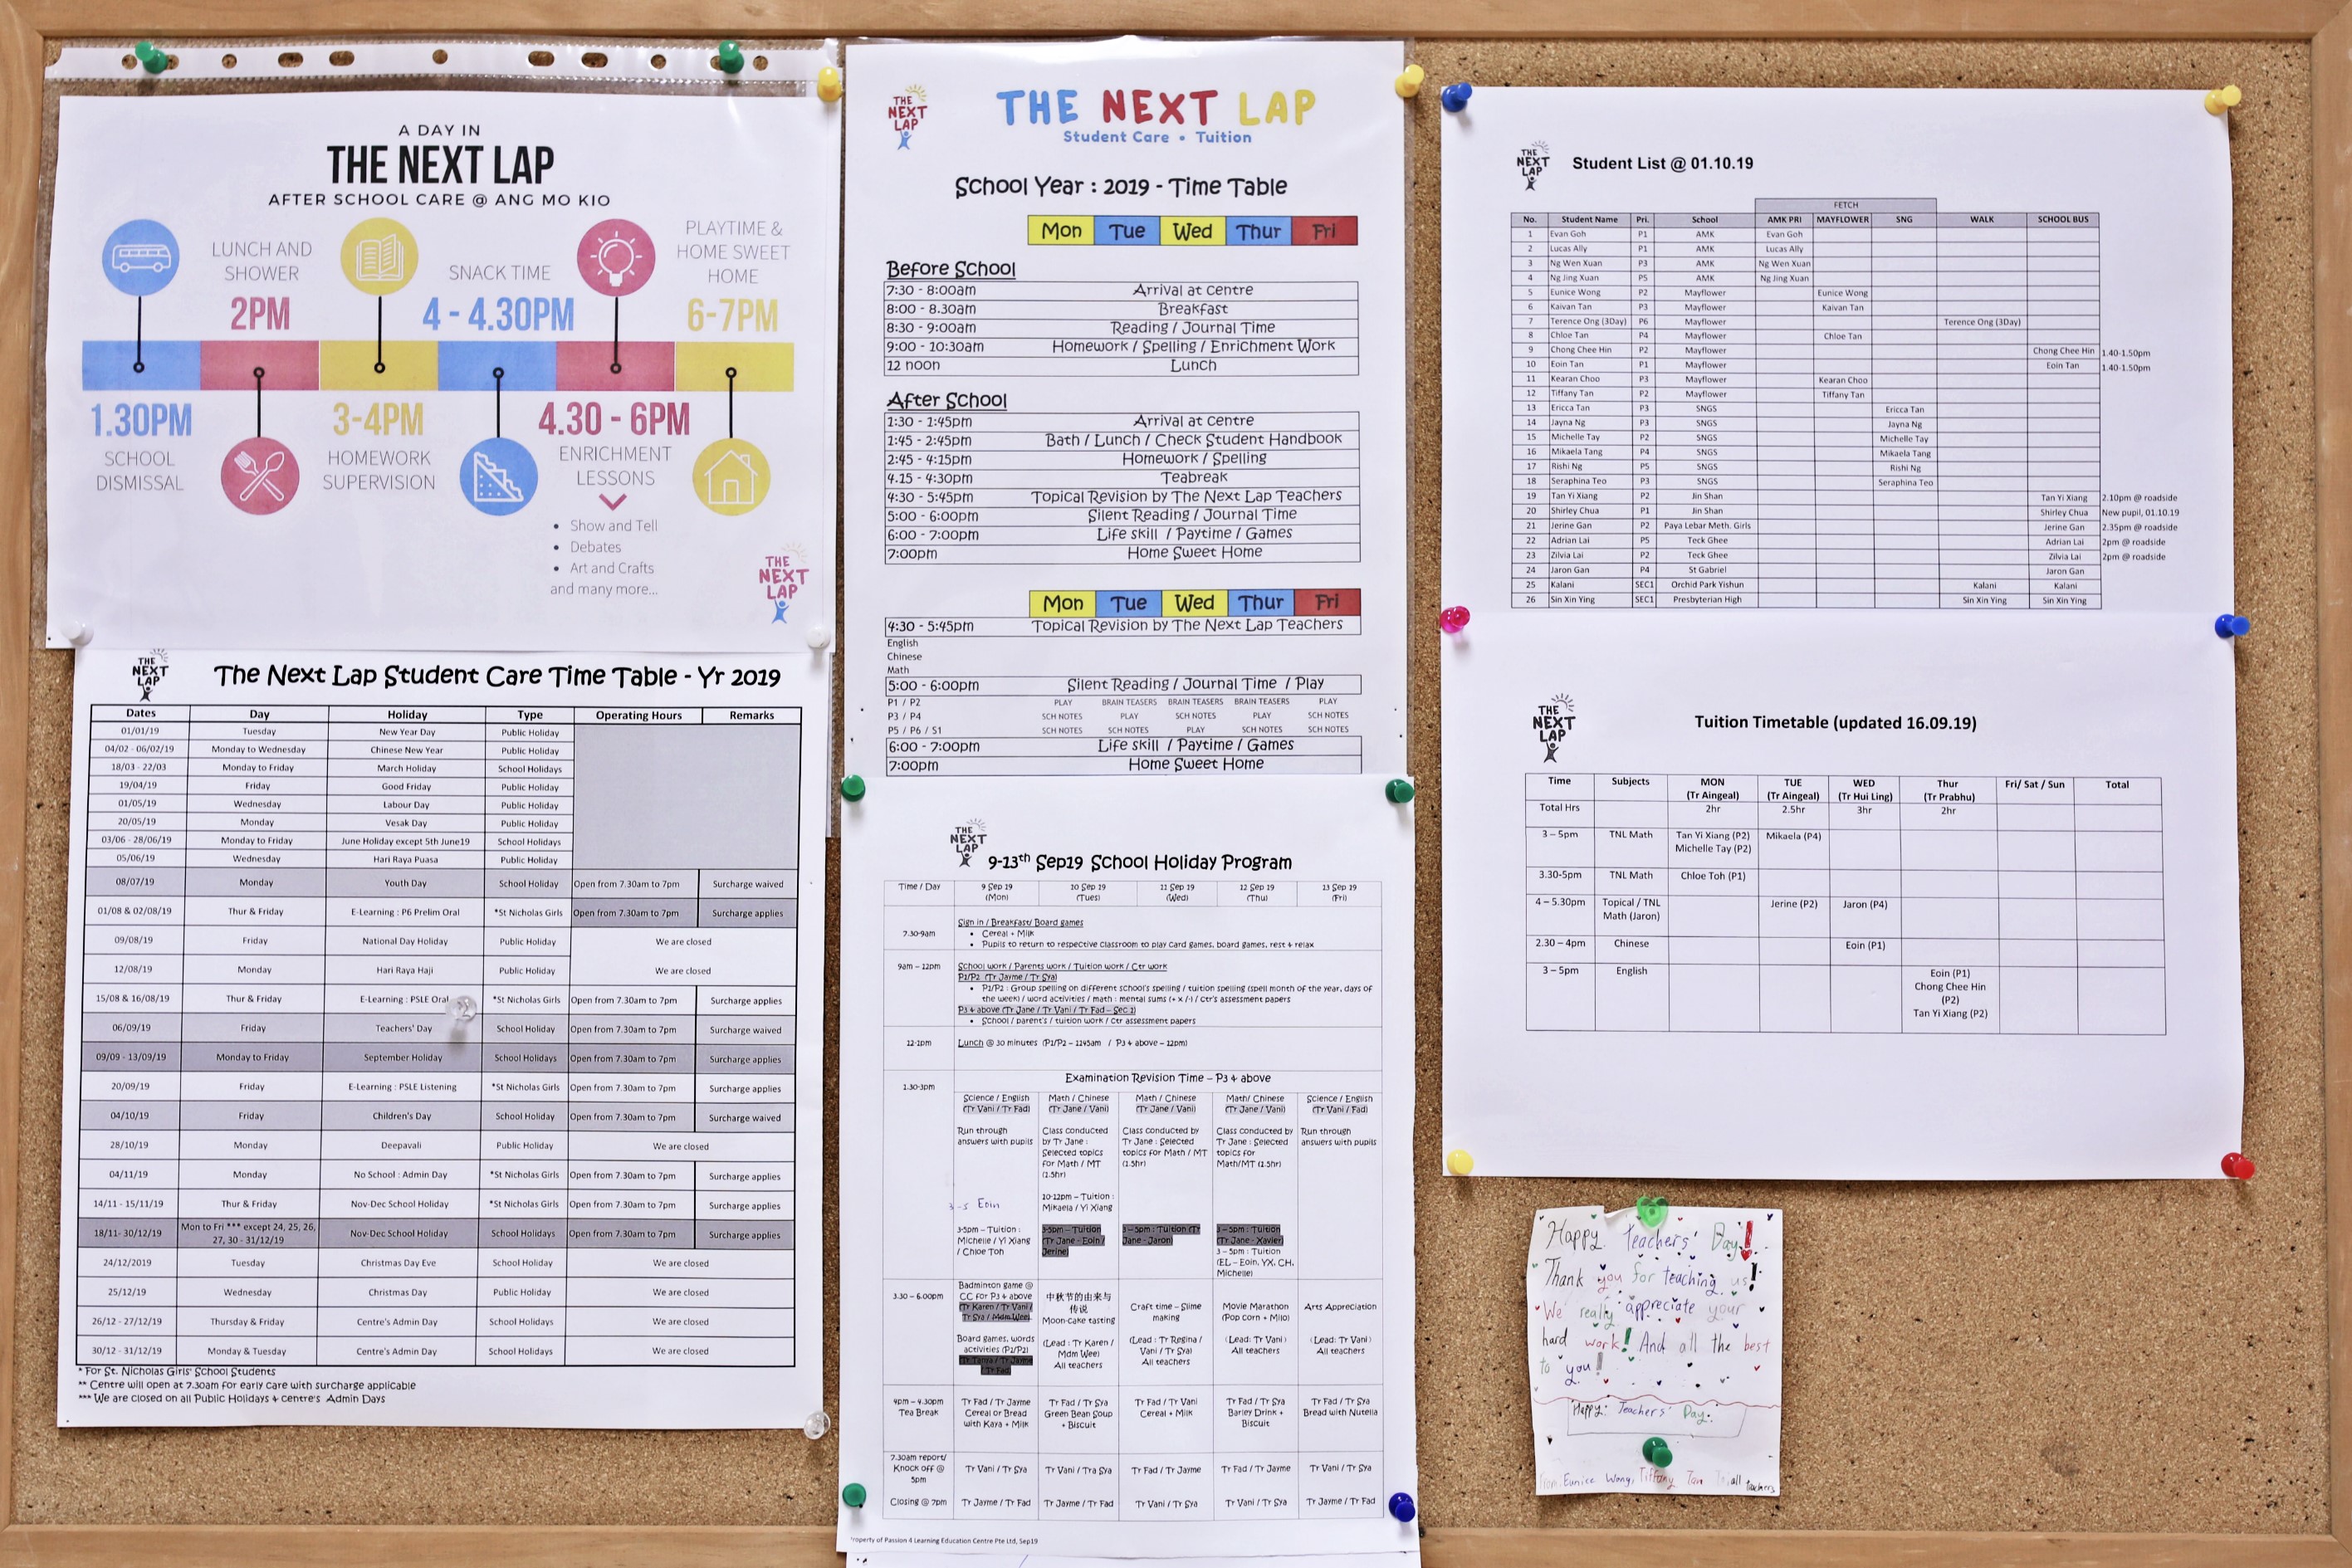 A DAY IN
THE NEXT LAP
AFTER SCHOOL CARE @ ANG MO KIO
LUNCH AND SHOWER
2PM
SNACK TIME
4 - 4.30PM
PLAYTIME & HOME SWEET HOME
6-7PM
1.30PM
SCHOOL DISMISSAL
3-4PM
HOMEWORK SUPERVISION
4.30 - 6PM
ENRICHMENT LESSONS
• Show and Tell
• Debates
• Art and Crafts
and many more...
THE NEXT LAP
THE NEXT LAP
The Next Lap Student Care Time Table - Yr 2019
Dates Day Holiday Type Operating Hours Remarks
01/01/19 Tuesday New Year Day Public Holiday
04/02 - 06/02/19 Monday to Wednesday Chinese New Year Public Holiday
18/03 - 22/03 Monday to Friday March Holiday School Holidays
19/04/19 Friday Good Friday Public Holiday
01/05/19 Wednesday Labour Day Public Holiday
20/05/19 Monday Vesak Day Public Holiday
03/06 - 28/06/19 Monday to Friday June Holiday except 5th June19 School Holidays
05/06/19 Wednesday Hari Raya Puasa Public Holiday
08/07/19 Monday Youth Day School Holiday Open from 7.30am to 7pm Surcharge waived
01/08 & 02/08/19 Thur & Friday E-Learning : P6 Prelim Oral *St Nicholas Girls Open from 7.30am to 7pm Surcharge applies
09/08/19 Friday National Day Holiday Public Holiday We are closed
12/08/19 Monday Hari Raya Haji Public Holiday We are closed
15/08 & 16/08/19 Thur & Friday E-Learning : PSLE Oral *St Nicholas Girls Open from 7.30am to 7pm Surcharge applies
06/09/19 Friday Teachers' Day School Holiday Open from 7.30am to 7pm Surcharge waived
09/09 - 13/09/19 Monday to Friday September Holiday School Holidays Open from 7.30am to 7pm Surcharge applies
20/09/19 Friday E-Learning : PSLE Listening *St Nicholas Girls Open from 7.30am to 7pm Surcharge applies
04/10/19 Friday Children's Day School Holiday Open from 7.30am to 7pm Surcharge waived
28/10/19 Monday Deepavali Public Holiday We are closed
04/11/19 Monday No School : Admin Day *St Nicholas Girls Open from 7.30am to 7pm Surcharge applies
14/11 - 15/11/19 Thur & Friday Nov-Dec School Holiday *St Nicholas Girls Open from 7.30am to 7pm Surcharge applies
18/11- 30/12/19 Mon to Fri *** except 24, 25, 26, 27, 30 - 31/12/19 Nov-Dec School Holiday School Holidays Open from 7.30am to 7pm Surcharge applies
24/12/2019 Tuesday Christmas Day Eve School Holiday We are closed
25/12/19 Wednesday Christmas Day Public Holiday We are closed
26/12 - 27/12/19 Thursday & Friday Centre's Admin Day School Holidays We are closed
30/12 - 31/12/19 Monday & Tuesday Centre's Admin Day School Holidays We are closed
* For St. Nicholas Girls' School Students
** Centre will open at 7.30am for early care with surcharge applicable
*** We are closed on all Public Holidays & centre's Admin Days
THE NEXT LAP
THE NEXT LAP
Student Care • Tuition
School Year : 2019 - Time Table
Mon Tue Wed Thur Fri
Before School
7:30 - 8:00am Arrival at centre
8:00 - 8.30am Breakfast
8:30 - 9:00am Reading / Journal Time
9:00 - 10:30am Homework / Spelling / Enrichment Work
12 noon Lunch
After School
1:30 - 1:45pm Arrival at centre
1:45 - 2:45pm Bath / Lunch / Check Student Handbook
2:45 - 4:15pm Homework / Spelling
4.15 - 4:30pm Teabreak
4:30 - 5:45pm Topical Revision by The Next Lap Teachers
5:00 - 6:00pm Silent Reading / Journal Time
6:00 - 7:00pm Life skill / Paytime / Games
7:00pm Home Sweet Home
Mon Tue Wed Thur Fri
4:30 - 5:45pm Topical Revision by The Next Lap Teachers
English
Chinese
Math
5:00 - 6:00pm Silent Reading / Journal Time / Play
P1 / P2 PLAY BRAIN TEASERS BRAIN TEASERS BRAIN TEASERS PLAY
P3 / P4 SCH NOTES PLAY SCH NOTES PLAY SCH NOTES
P5 / P6 / S1 SCH NOTES SCH NOTES PLAY SCH NOTES SCH NOTES
6:00 - 7:00pm Life skill / Paytime / Games
7:00pm Home Sweet Home
THE NEXT LAP
9-13th Sep19 School Holiday Program
Time / Day 9 Sep 19 (Mon) 10 Sep 19 (Tues) 11 Sep 19 (Wed) 12 Sep 19 (Thu) 13 Sep 19 (Fri)
7.30-9am Sign in / Breakfast/ Board games
• Cereal + Milk
• Pupils to return to respective classroom to play card games, board games, rest & relax
9am – 12pm School work / Parents work / Tuition work / Ctr work
P1/P2 (Tr Jayme / Tr Sya)
• P1/P2 : Group spelling on different school's spelling / tuition spelling (spell month of the year, days of
the week) / word activities / math : mental sums (+ x /-) / Ctr's assessment papers
P3 & above (Tr Jane / Tr Vani / Tr Fad – Sec 1)
• School / parent's / tuition work / Ctr assessment papers
12-1pm Lunch @ 30 minutes (P1/P2 – 1145am / P3 & above – 12pm)
1.30-3pm Examination Revision Time – P3 & above
Science / English (Tr Vani / Tr Fad) Math / Chinese (Tr Jane / Vani) Math / Chinese (Tr Jane / Vani) Math/ Chinese (Tr Jane / Vani) Science / English (Tr Vani / Fad)
Run through answers with pupils
Class conducted by Tr Jane : Selected topics for Math / MT (1.5hr)
Class conducted by Tr Jane : Selected topics for Math / MT (1.5hr)
Class conducted by Tr Jane : Selected topics for Math/MT (1.5hr)
Run through answers with pupils
3-5 Eoin
10-12pm – Tuition : Mikaela / Yi Xiang
3-5pm – Tuition : Michelle / Yi Xiang / Chloe Toh
3-5pm – Tuition (Tr Jane - Eoin / Jerine)
3 – 5pm : Tuition (Tr Jane - Jaron)
3 – 5pm : Tuition (Tr Jane - Xavier)
3 – 5pm : Tuition (EL – Eoin, YX, CH, Michelle)
3.30 – 6.00pm
Badminton game @ CC for P3 & above (Tr Karen / Tr Vani / Tr Sya / Mdm Wee)
Board games, words activities (P1/P2)
中秋节的由来与传说
Moon-cake tasting
(Lead : Tr Karen / Mdm Wee)
All teachers
Craft time – Slime making
(Lead : Tr Regina / Vani / Tr Sya)
All teachers
Movie Marathon (Pop corn + Milo)
(Lead: Tr Vani)
All teachers
Arts Appreciation
(Lead: Tr Vani)
All teachers
4pm – 4.30pm Tea Break
Tr Fad / Tr Jayme Cereal or Bread with Kaya + Milk
Tr Fad / Tr Sya Green Bean Soup + Biscuit
Tr Fad / Tr Vani Cereal + Milk
Tr Fad / Tr Sya Barley Drink + Biscuit
Tr Fad / Tr Sya Bread with Nutella
7.30am report/ Knock off @ 5pm Tr Vani / Tr Sya Tr Vani / Tra Sya Tr Fad / Tr Jayme Tr Fad / Tr Jayme Tr Vani / Tr Sya
Closing @ 7pm Tr Jayme / Tr Fad Tr Jayme / Tr Fad Tr Vani / Tr Sya Tr Vani / Tr Sya Tr Jayme / Tr Fad
roperty of Passion 4 Learning Education Centre Pte Ltd, Sep19
THE NEXT LAP
Student List @ 01.10.19
FETCH
No. Student Name Pri. School AMK PRI MAYFLOWER SNG WALK SCHOOL BUS
1 Evan Goh P1 AMK Evan Goh
2 Lucas Ally P1 AMK Lucas Ally
3 Ng Wen Xuan P3 AMK Ng Wen Xuan
4 Ng Jing Xuan P5 AMK Ng Jing Xuan
5 Eunice Wong P2 Mayflower Eunice Wong
6 Kaivan Tan P3 Mayflower Kaivan Tan
7 Terence Ong (3Day) P6 Mayflower Terence Ong (3Day)
8 Chloe Tan P4 Mayflower Chloe Tan
9 Chong Chee Hin P2 Mayflower Chong Chee Hin 1.40-1.50pm
10 Eoin Tan P1 Mayflower Eoin Tan 1.40-1.50pm
11 Kearan Choo P3 Mayflower Kearan Choo
12 Tiffany Tan P2 Mayflower Tiffany Tan
13 Ericca Tan P3 SNGS Ericca Tan
14 Jayna Ng P3 SNGS Jayna Ng
15 Michelle Tay P2 SNGS Michelle Tay
16 Mikaela Tang P4 SNGS Mikaela Tang
17 Rishi Ng P5 SNGS Rishi Ng
18 Seraphina Teo P3 SNGS Seraphina Teo
19 Tan Yi Xiang P2 Jin Shan Tan Yi Xiang 2.10pm @ roadside
20 Shirley Chua P1 Jin Shan Shirley Chua New pupil, 01.10.19
21 Jerine Gan P2 Paya Lebar Meth. Girls Jerine Gan 2.35pm @ roadside
22 Adrian Lai P5 Teck Ghee Adrian Lai 2pm @ roadside
23 Zilvia Lai P2 Teck Ghee Zilvia Lai 2pm @ roadside
24 Jaron Gan P4 St Gabriel Jaron Gan
25 Kalani SEC1 Orchid Park Yishun Kalani Kalani
26 Sin Xin Ying SEC1 Presbyterian High Sin Xin Ying Sin Xin Ying
THE NEXT LAP
Tuition Timetable (updated 16.09.19)
Time Subjects MON (Tr Aingeal) TUE (Tr Aingeal) WED (Tr Hui Ling) Thur (Tr Prabhu) Fri/ Sat / Sun Total
Total Hrs 2hr 2.5hr 3hr 2hr
3 – 5pm TNL Math Tan Yi Xiang (P2) Michelle Tay (P2) Mikaela (P4)
3.30-5pm TNL Math Chloe Toh (P1)
4 – 5.30pm Topical / TNL Math (Jaron) Jerine (P2) Jaron (P4)
2.30 – 4pm Chinese Eoin (P1)
3 – 5pm English Eoin (P1) Chong Chee Hin (P2) Tan Yi Xiang (P2)
Happy Teachers' Day!
Thank you for teaching us!
We really appreciate your
hard work! And all the best
to you!
Happy Teachers' Day:
From: Eunice Wong, Tiffany Tan To: all teachers